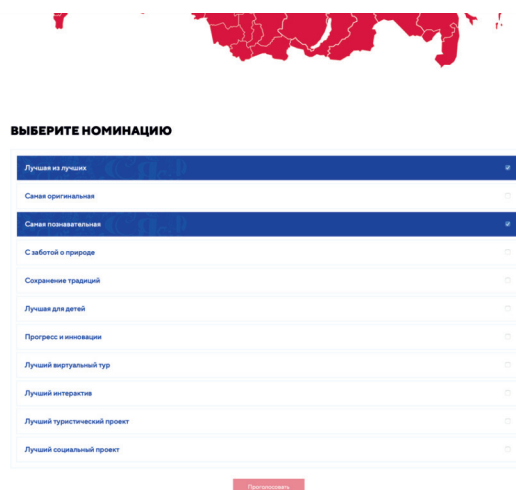 ВЫБЕРИТЕ НОМИНАЦИЮ
Лучшая из лучших
Самая оригинальная
Самая познавательная
С заботой о природе
Сохранение традиций
Лучшая для детей
Прогресс и инновации
Лучший виртуальный тур
Лучший интерактив
Лучший туристический проект
Лучший социальный проект
Проголосовать